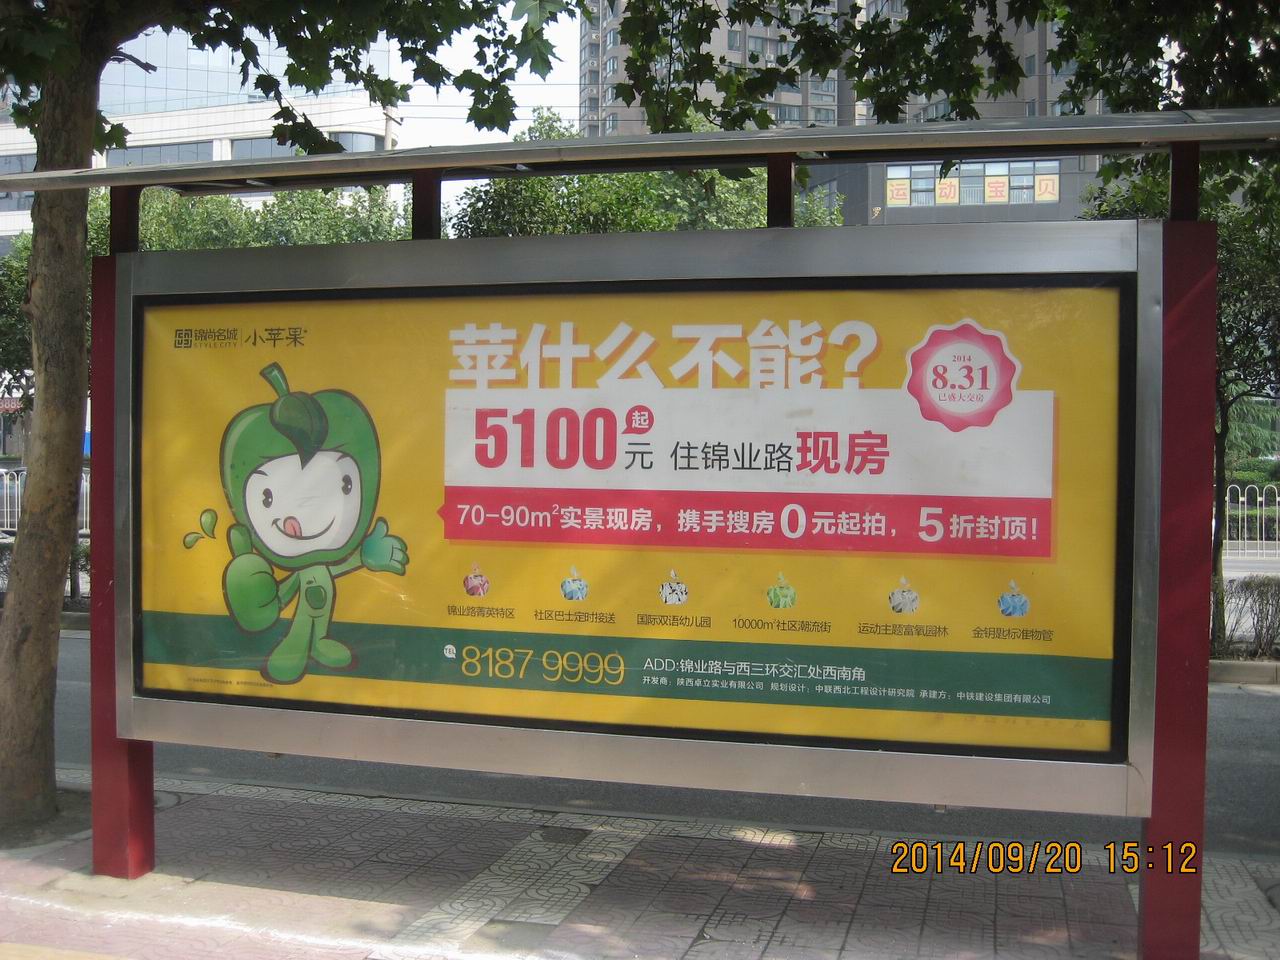 运动宝贝
锦尚名城 小苹果
STYLE CITY
苹什么不能?
2014
8.31
已盛大交房
5100元起 住锦业路现房
70-90m²实景现房，携手搜房0元起拍，5折封顶!
锦业路菁英特区 社区巴士定时接送 国际双语幼儿园 10000m²社区潮流街 运动主题富氧园林 金钥匙标准物管
TEL 8187 9999
ADD:锦业路与西三环交汇处西南角
开发商：陕西卓立实业有限公司 规划设计：中联西北工程设计研究院 承建方：中铁建设集团有限公司
2014/09/20 15:12